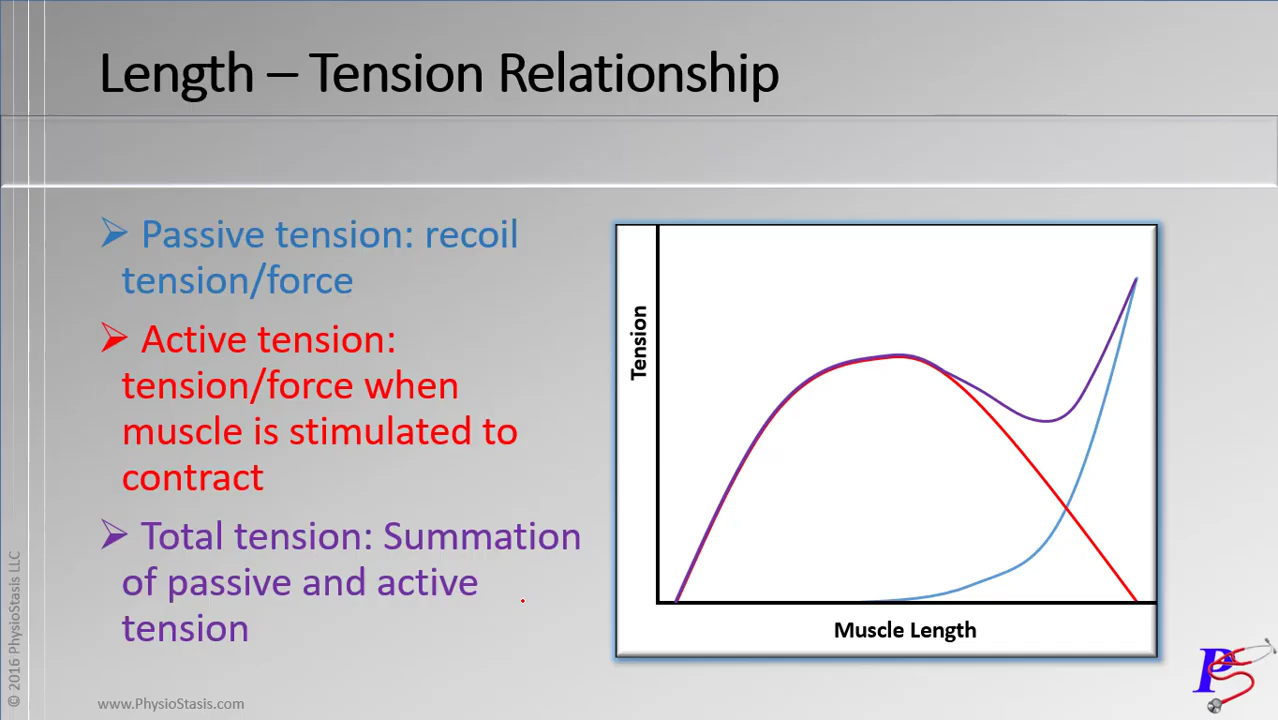 Length – Tension Relationship
➢ Passive tension: recoil
tension/force
➢ Active tension:
tension/force when
muscle is stimulated to
contract
➢ Total tension: Summation
of passive and active
tension
Tension
Muscle Length
© 2016 PhysioStasis LLC
www.PhysioStasis.com
PS